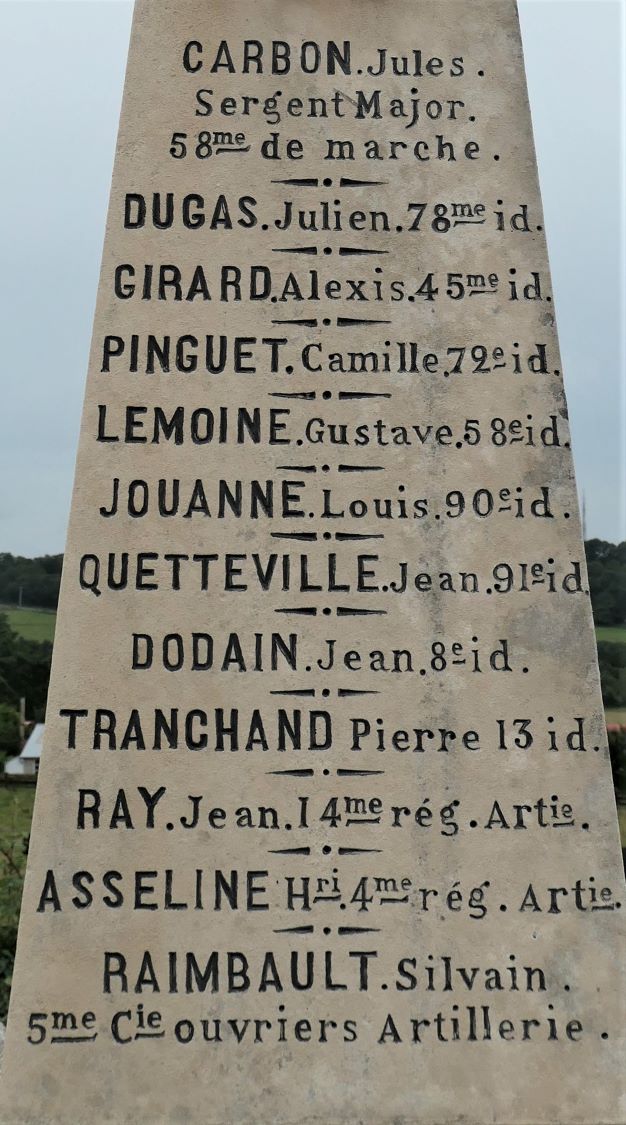 CARBON. Jules.
Sergent Major.
58me de marche.
DUGAS. Julien. 78me id.
GIRARD. Alexis. 45me id.
PINGUET. Camille. 72e id.
LEMOINE. Gustave. 58e id.
JOUANNE. Louis. 90e id.
QUETTEVILLE. Jean. 91e id.
DODAIN. Jean. 8e id.
TRANCHAND Pierre 13 id.
RAY. Jean. 14me rég. Artie.
ASSELINE Hri. 4me rég. Artie.
RAIMBAULT. Silvain.
5me Cie ouvriers Artillerie.